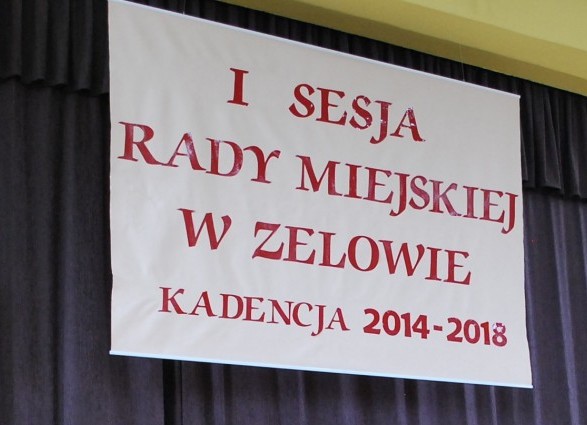 I SESJA
RADY MIEJSKIEJ
W ZELOWIE
KADENCJA 2014-2018